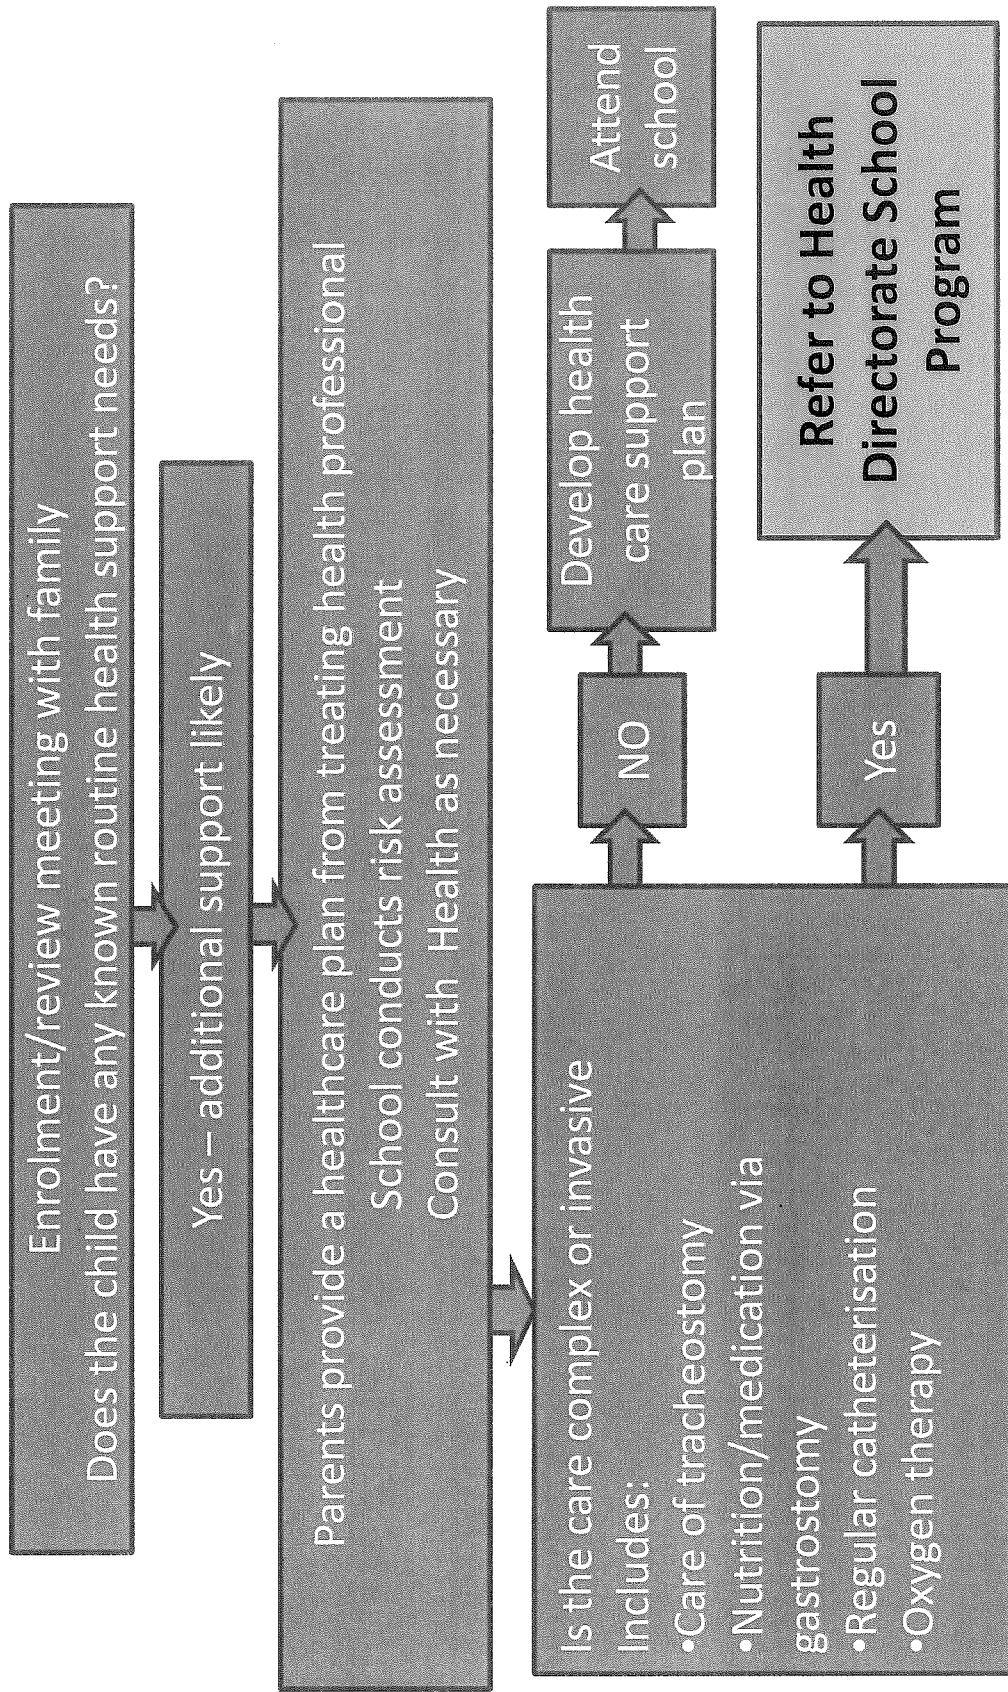 Enrolment/review meeting with family
Does the child have any known routine health support needs?
Yes – additional support likely
Parents provide a healthcare plan from treating health professional
School conducts risk assessment
Consult with Health as necessary
Is the care complex or invasive
Includes:
•Care of tracheostomy
•Nutrition/medication via
gastrostomy
•Regular catheterisation
•Oxygen therapy
NO
Develop health
care support
plan
Attend
school
Yes
Refer to Health
Directorate School
Program